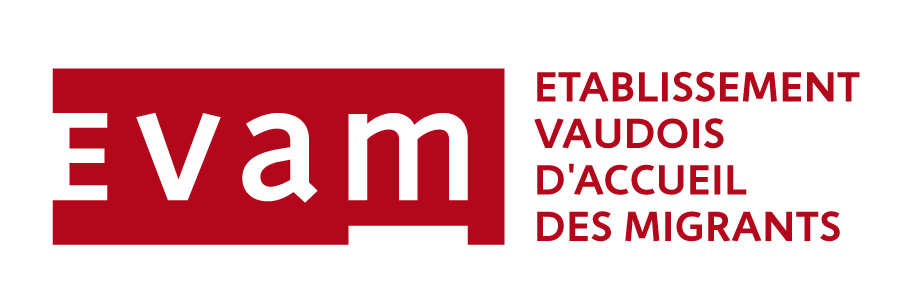 Evam
ETABLISSEMENT
VAUDOIS
D'ACCUEIL
DES MIGRANTS